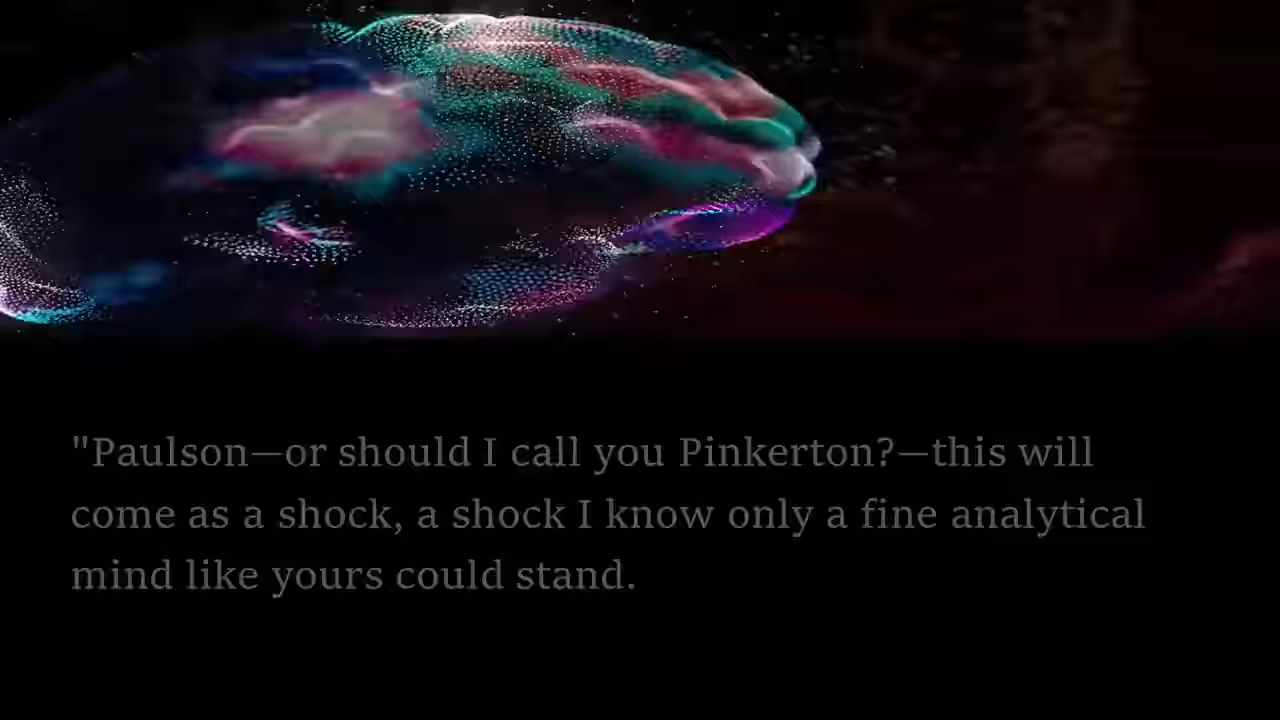 "Paulson—or should I call you Pinkerton?—this will
come as a shock, a shock I know only a fine analytical
mind like yours could stand.